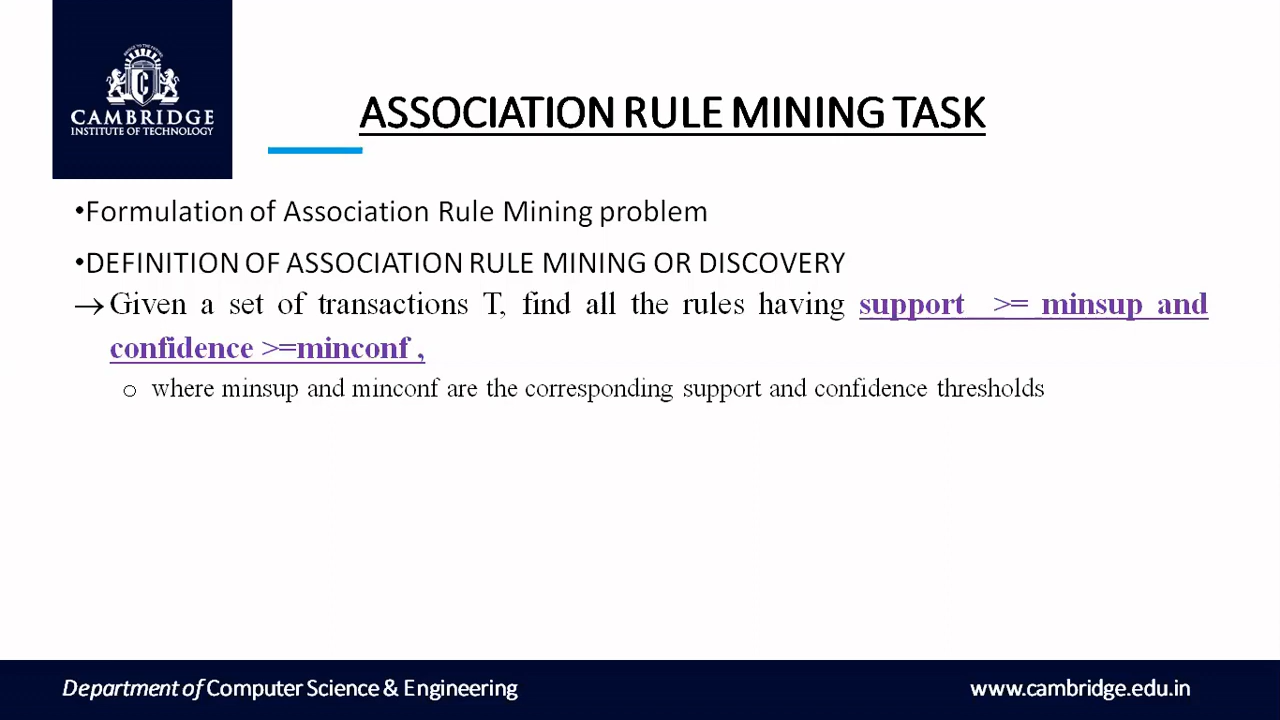 CAMBRIDGE
INSTITUTE OF TECHNOLOGY
ASSOCIATION RULE MINING TASK
•Formulation of Association Rule Mining problem
•DEFINITION OF ASSOCIATION RULE MINING OR DISCOVERY
→ Given a set of transactions T, find all the rules having support >= minsup and
confidence >=minconf ,
o where minsup and minconf are the corresponding support and confidence thresholds
Department of Computer Science & Engineering
www.cambridge.edu.in